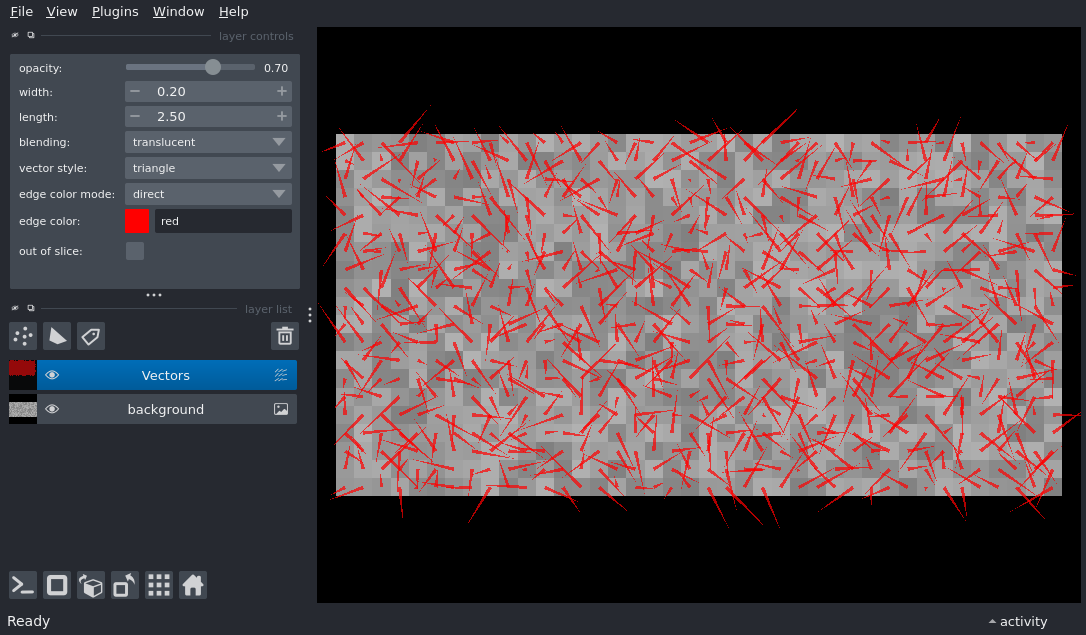 File View Plugins Window Help
layer controls
opacity: 0.70
width: − 0.20 +
length: − 2.50 +
blending: translucent
vector style: triangle
edge color mode: direct
edge color: red
out of slice:
layer list
Vectors
background
Ready
activity